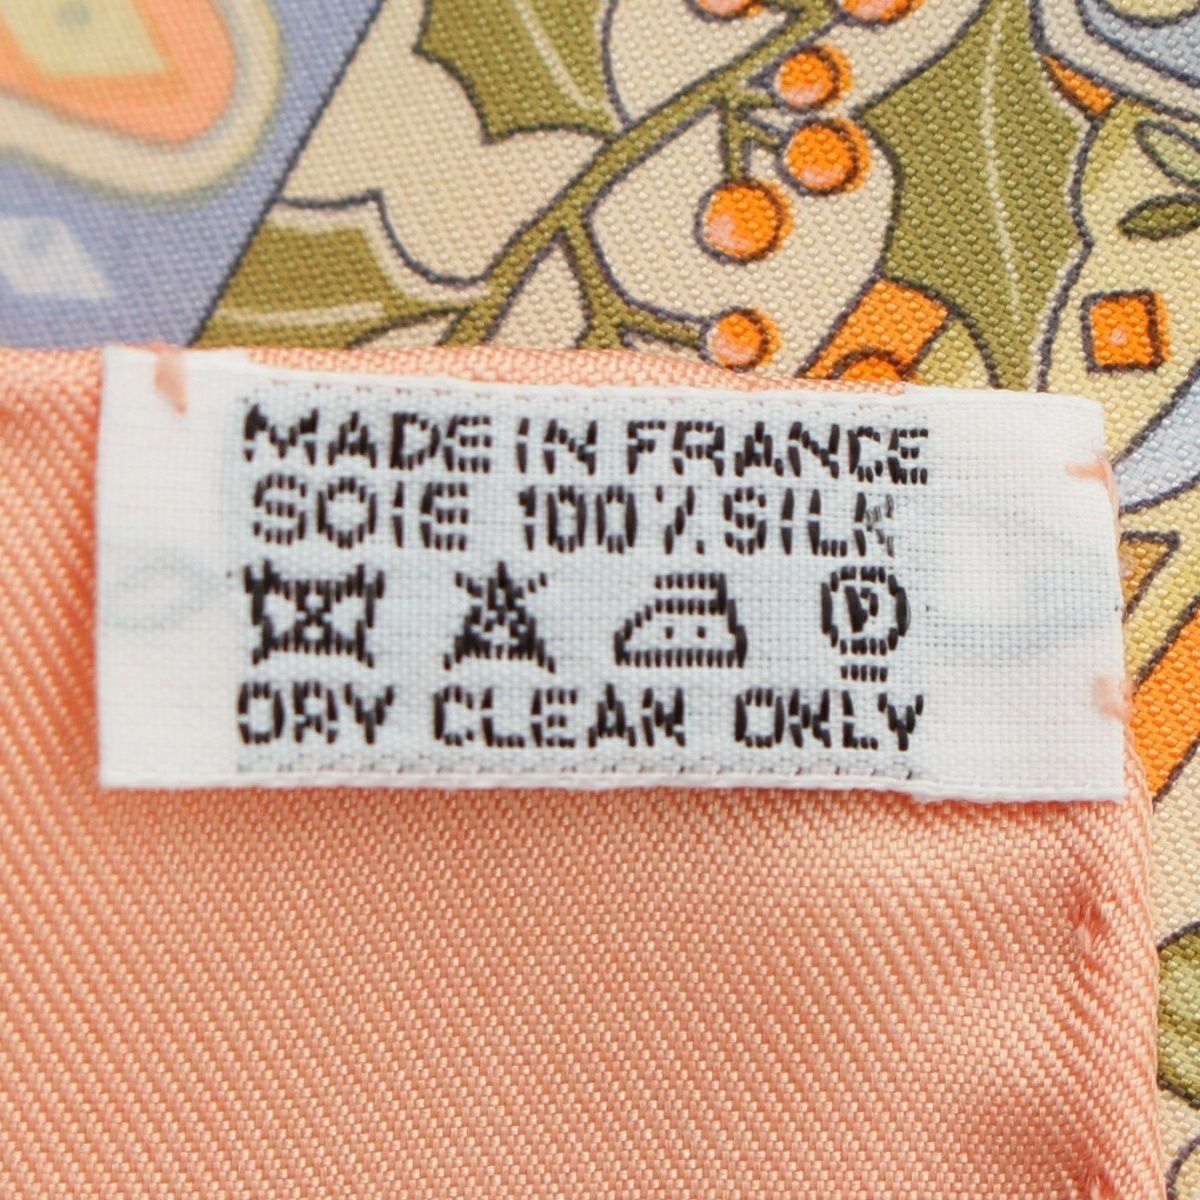 MADE IN FRANCE
SOIE 100% SILK
P
DRY CLEAN ONLY